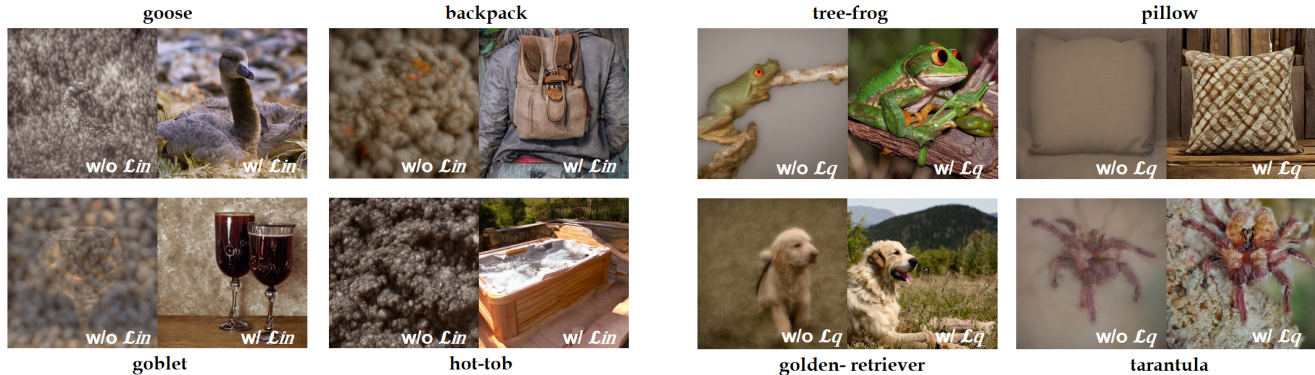 goose
backpack
tree-frog
pillow
w/o Lin
w/ Lin
w/o Lin
w/ Lin
w/o Lq
w/ Lq
w/o Lq
w/ Lq
w/o Lin
w/ Lin
w/o Lin
w/ Lin
w/o Lq
w/ Lq
w/o Lq
w/ Lq
goblet
hot-tob
golden- retriever
tarantula